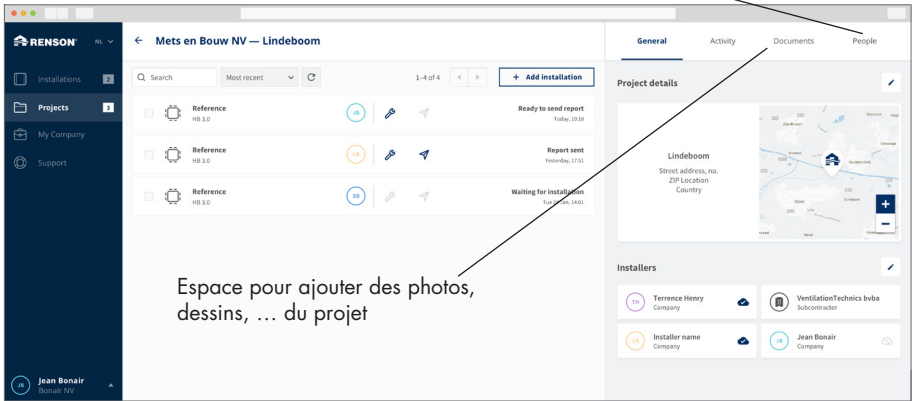 RENSON
NL
Installations 2
Projects 3
My Company
Support
Jean Bonair
Bonair NV
JB
← Mets en Bouw NV — Lindeboom
Search
Most recent
1-4 of 4
+ Add installation
Reference
HB 3.0
JB
Ready to send report
Today, 10:18
Reference
HB 3.0
Report sent
Yesterday, 17:51
Reference
HB 3.0
SD
Waiting for installation
14:01
Espace pour ajouter des photos,
dessins, … du projet
General Activity Documents People
Project details
Lindeboom
Street address, no.
ZIP Location
Country
+
−
Installers
TH
Terrence Henry
Company
VentilationTechnics bvba
Subcontractor
Installer name
Company
JB
Jean Bonair
Company